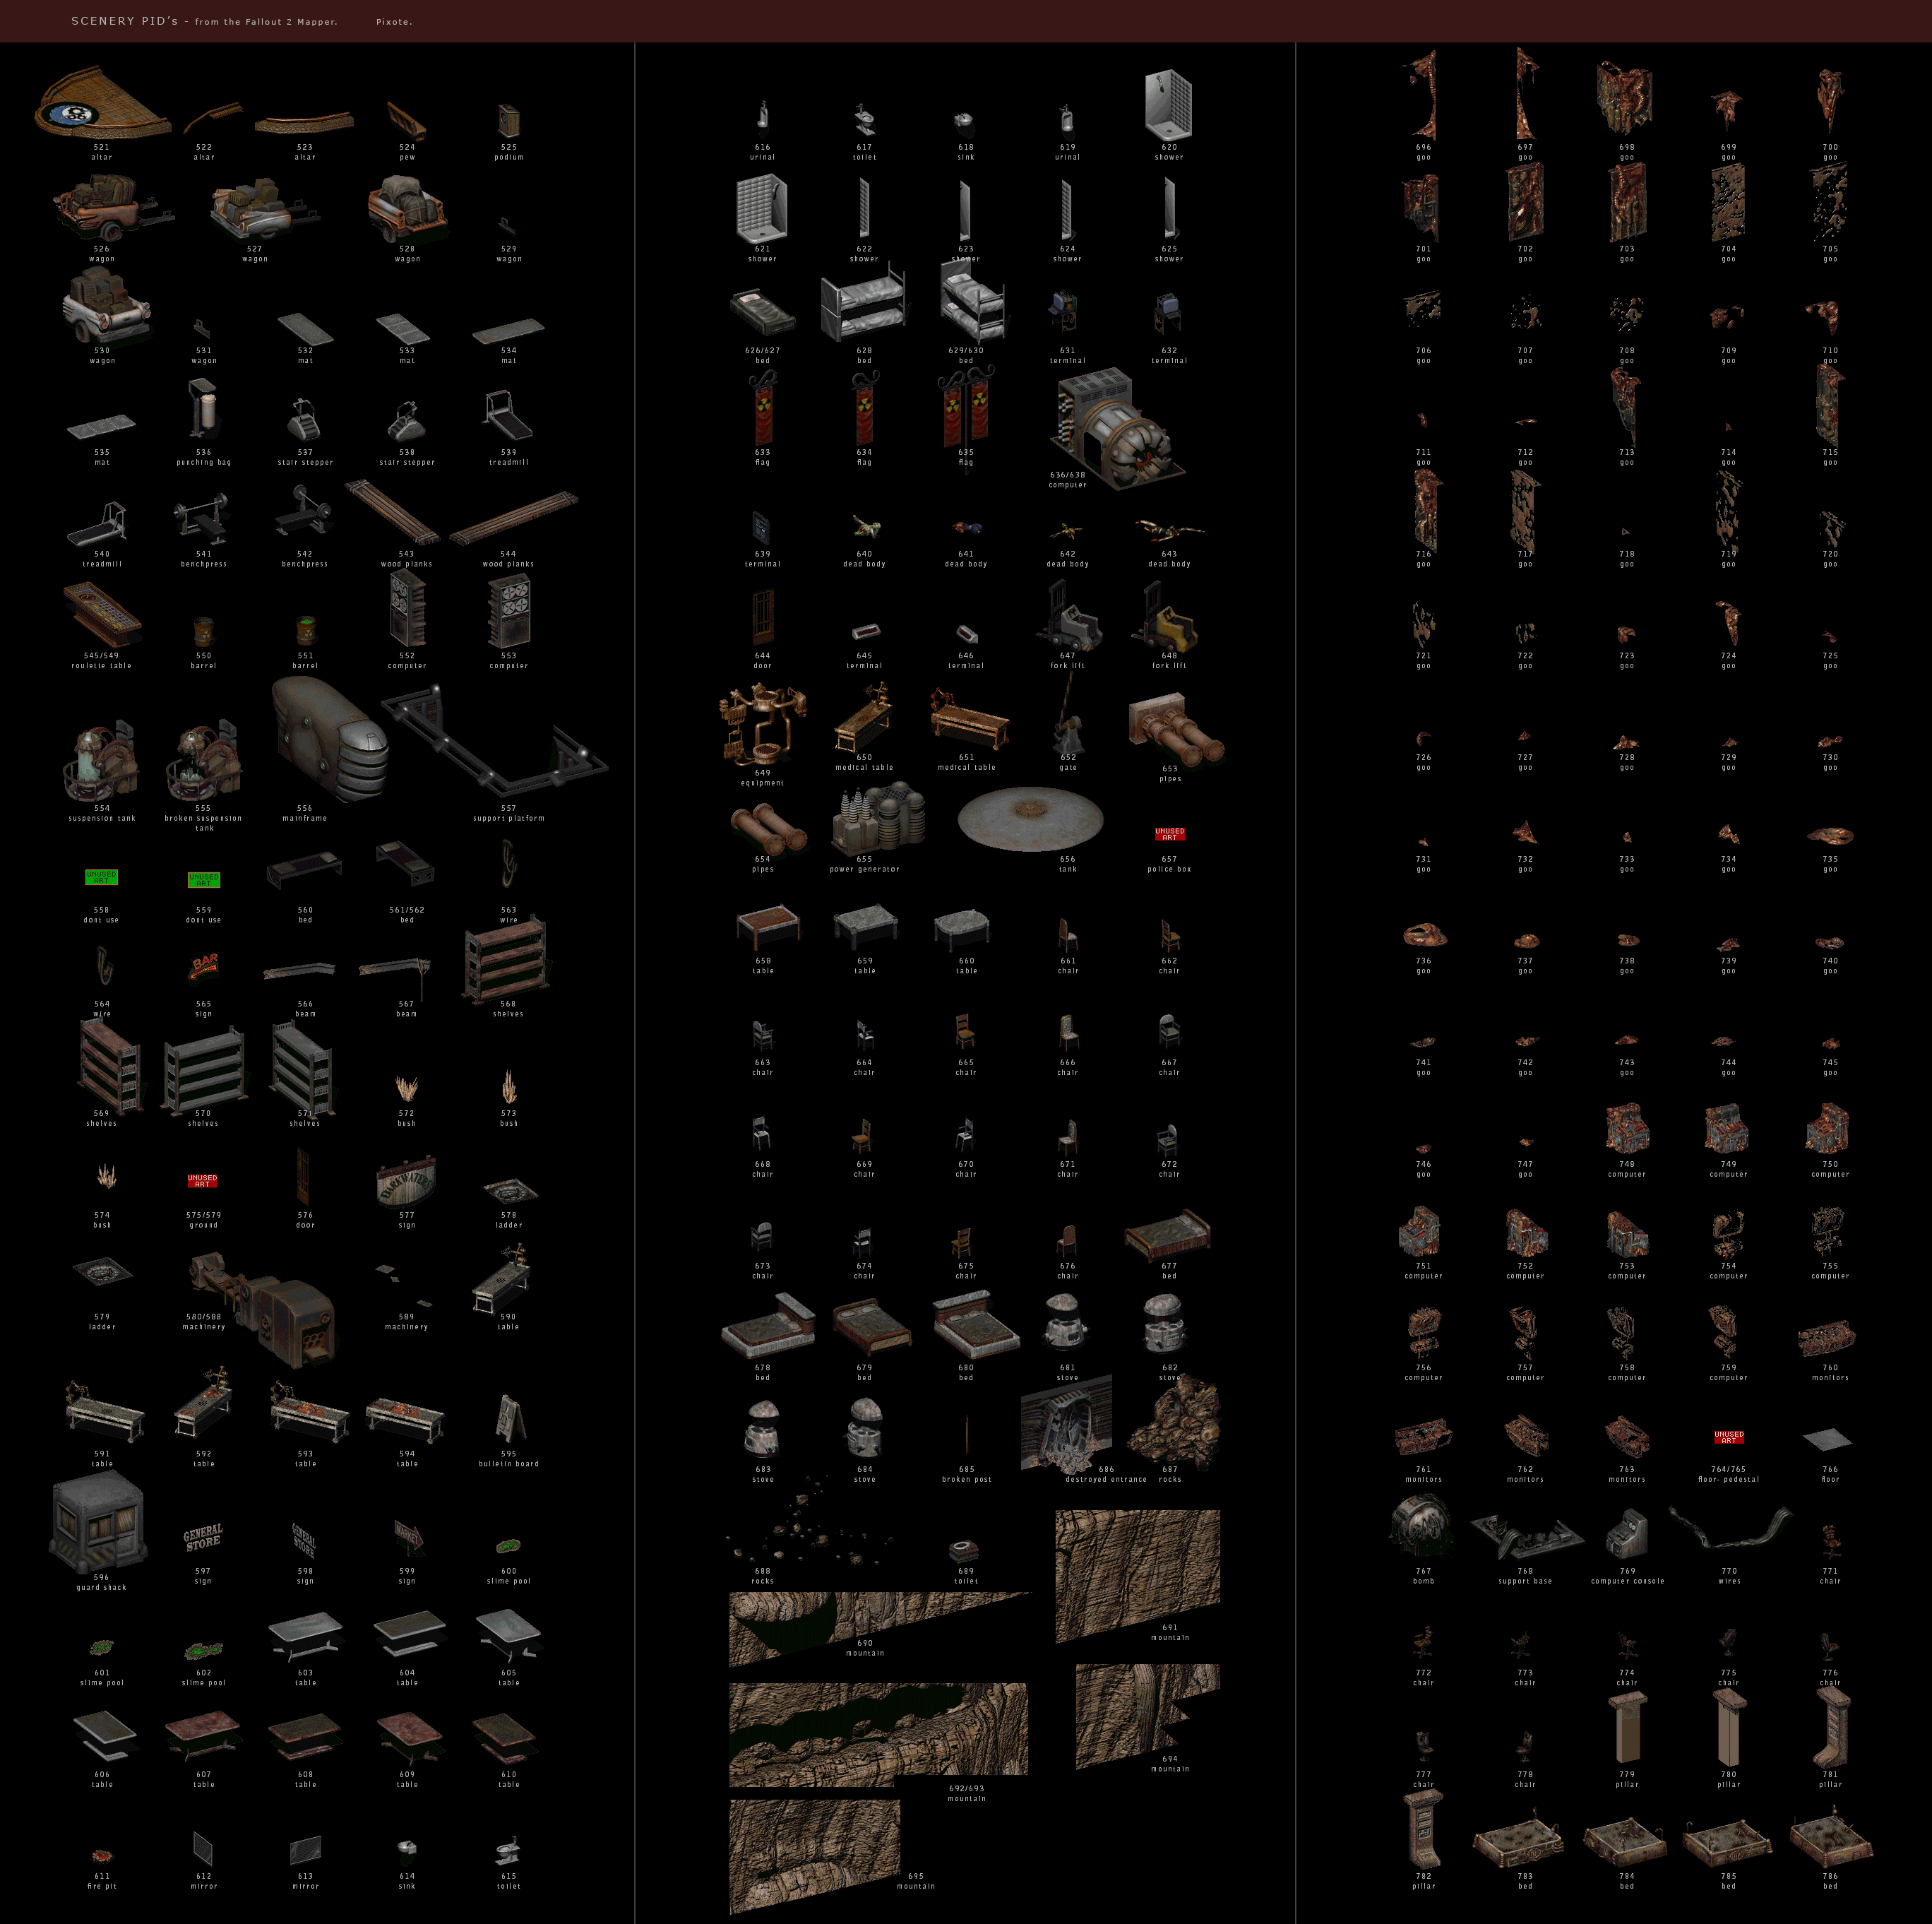 SCENERY PID's - from the Fallout 2 Mapper. Pixote.
521 522 523 524 525
altar altar altar pew podium
526 527 528 529
wagon wagon wagon wagon
530 531 532 533 534
wagon wagon mat mat mat
535 536 537 538 539
mat punching bag stair stepper stair stepper treadmill
540 541 542 543 544
treadmill benchpress benchpress wood planks wood planks
545/549 550 551 552 553
roulette table barrel barrel computer computer
554 555 556 557
suspension tank broken suspension mainframe support platform
tank
UNUSED UNUSED
ART ART
558 559 560 561/562 563
dont use dont use bed bed wire
BAR
564 565 566 567 568
wire sign beam beam shelves
569 570 571 572 573
shelves shelves shelves bush bush
UNUSED
ART
DARKWATERS
574 575/579 576 577 578
bush ground door sign ladder
579 580/588 589 590
ladder machinery machinery table
591 592 593 594 595
table table table table bulletin board
GENERAL GENERAL MARKET
STORE STORE
596 597 598 599 600
guard shack sign sign sign slime pool
601 602 603 604 605
slime pool slime pool table table table
606 607 608 609 610
table table table table table
611 612 613 614 615
fire pit mirror mirror sink toilet
616 617 618 619 620
urinal toilet sink urinal shower
621 622 623 624 625
shower shower shower shower shower
626/627 628 629/630 631 632
bed bed bed terminal terminal
633 634 635 636/638
flag flag flag computer
639 640 641 642 643
terminal dead body dead body dead body dead body
644 645 646 647 648
door terminal terminal fork lift fork lift
649 650 651 652 653
equipment medical table medical table gate pipes
UNUSED
ART
654 655 656 657
pipes power generator tank police box
658 659 660 661 662
table table table chair chair
663 664 665 666 667
chair chair chair chair chair
668 669 670 671 672
chair chair chair chair chair
673 674 675 676 677
chair chair chair chair bed
678 679 680 681 682
bed bed bed stove stove
683 684 685 686 687
stove stove broken post destroyed entrance rocks
688 689
rocks toilet
690 691
mountain mountain
692/693 694
mountain mountain
695
mountain
696 697 698 699 700
goo goo goo goo goo
701 702 703 704 705
goo goo goo goo goo
706 707 708 709 710
goo goo goo goo goo
711 712 713 714 715
goo goo goo goo goo
716 717 718 719 720
goo goo goo goo goo
721 722 723 724 725
goo goo goo goo goo
726 727 728 729 730
goo goo goo goo goo
731 732 733 734 735
goo goo goo goo goo
736 737 738 739 740
goo goo goo goo goo
741 742 743 744 745
goo goo goo goo goo
746 747 748 749 750
goo goo computer computer computer
751 752 753 754 755
computer computer computer computer computer
756 757 758 759 760
computer computer computer computer monitors
UNUSED
ART
761 762 763 764/765 766
monitors monitors monitors floor- pedestal floor
767 768 769 770 771
bomb support base computer console wires chair
772 773 774 775 776
chair chair chair chair chair
777 778 779 780 781
chair chair pillar pillar pillar
782 783 784 785 786
pillar bed bed bed bed